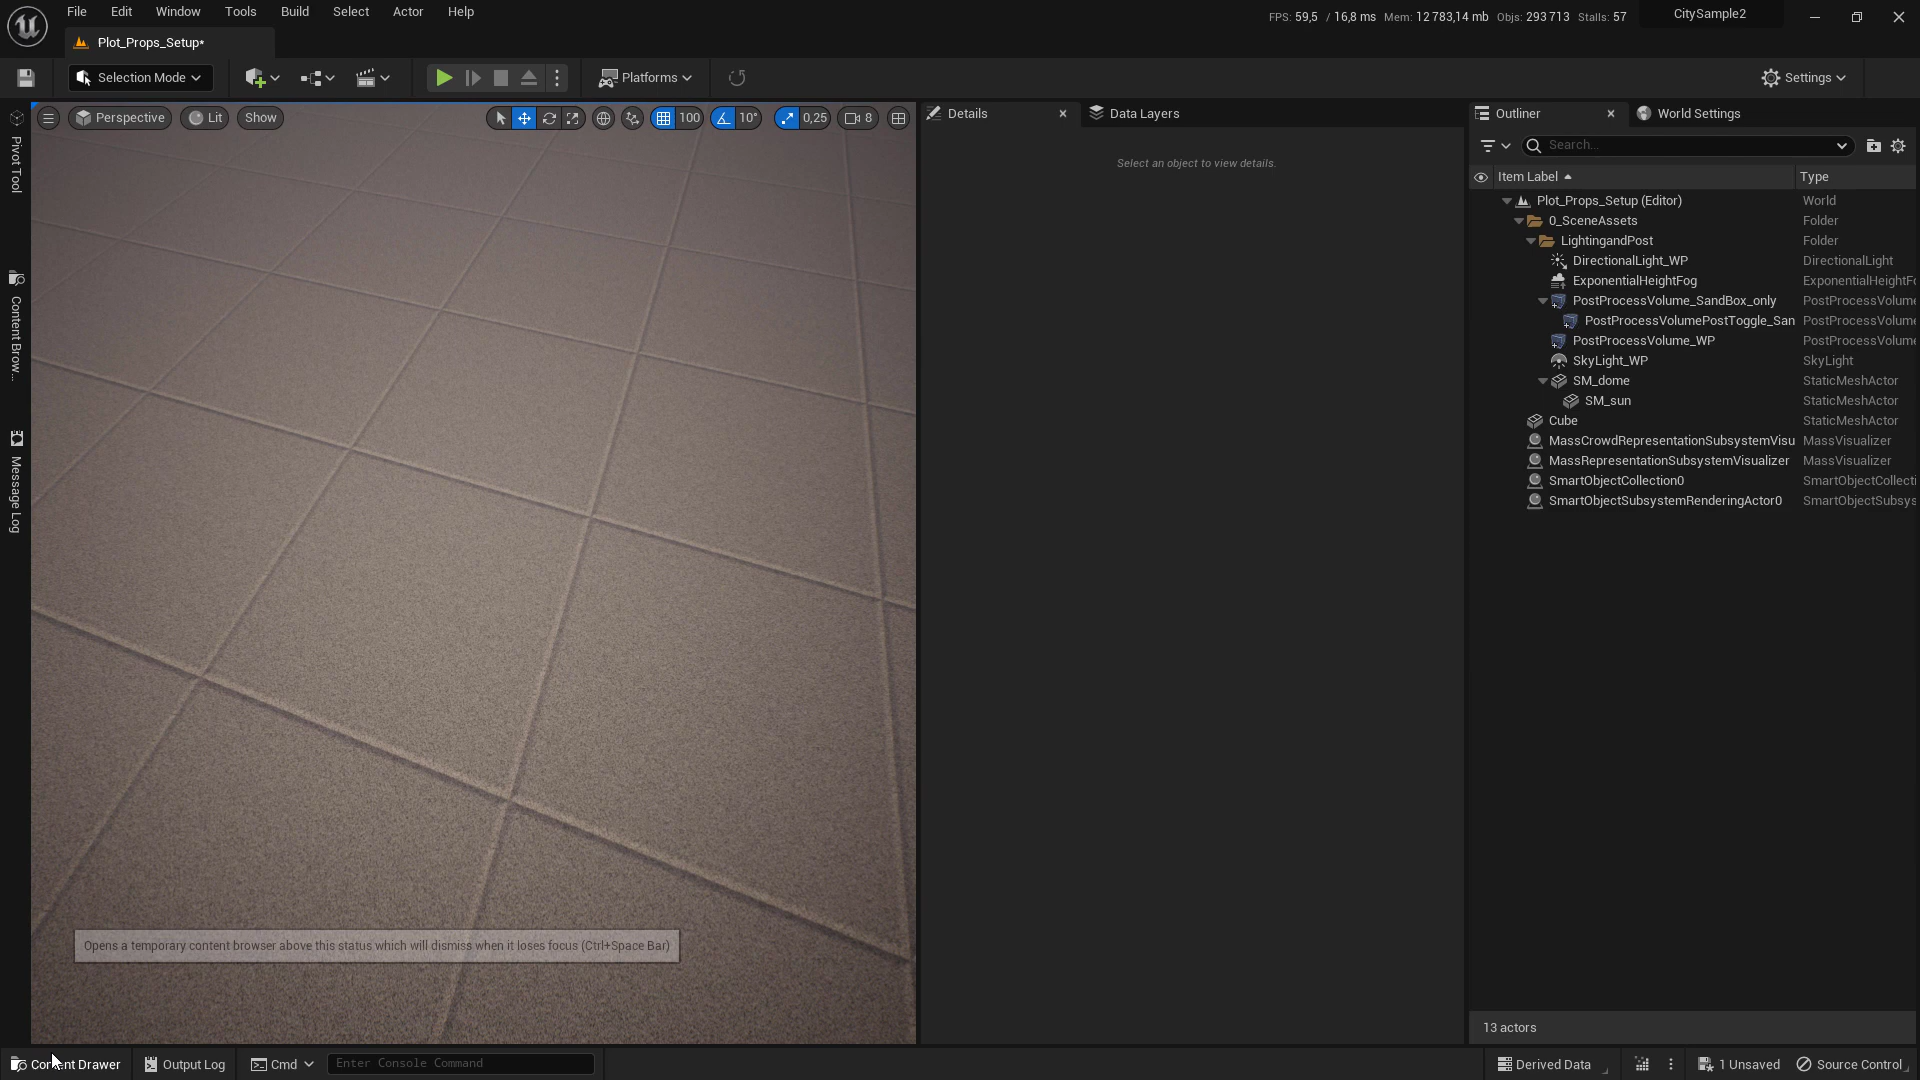 File Edit Window Tools Build Select Actor Help
FPS: 59,5 / 16,8 ms Mem: 12 783,14 mb Objs: 293 713 Stalls: 57
CitySample2
Plot_Props_Setup*
Selection Mode
Platforms
Settings
Perspective Lit Show
100 10° 0,25 8
Details
Data Layers
Outliner
World Settings
Pivot Tool
Content Brow...
Message Log
Select an object to view details.
Search...
Item Label Type
Plot_Props_Setup (Editor) World
0_SceneAssets Folder
LightingandPost Folder
DirectionalLight_WP DirectionalLight
ExponentialHeightFog ExponentialHeightFo
PostProcessVolume_SandBox_only PostProcessVolume
PostProcessVolumePostToggle_San PostProcessVolume
PostProcessVolume_WP PostProcessVolume
SkyLight_WP SkyLight
SM_dome StaticMeshActor
SM_sun StaticMeshActor
Cube StaticMeshActor
MassCrowdRepresentationSubsystemVisu MassVisualizer
MassRepresentationSubsystemVisualizer MassVisualizer
SmartObjectCollection0 SmartObjectCollecti
SmartObjectSubsystemRenderingActor0 SmartObjectSubsys
Opens a temporary content browser above this status which will dismiss when it loses focus (Ctrl+Space Bar)
13 actors
Content Drawer
Output Log
Cmd
Enter Console Command
Derived Data
1 Unsaved
Source Control